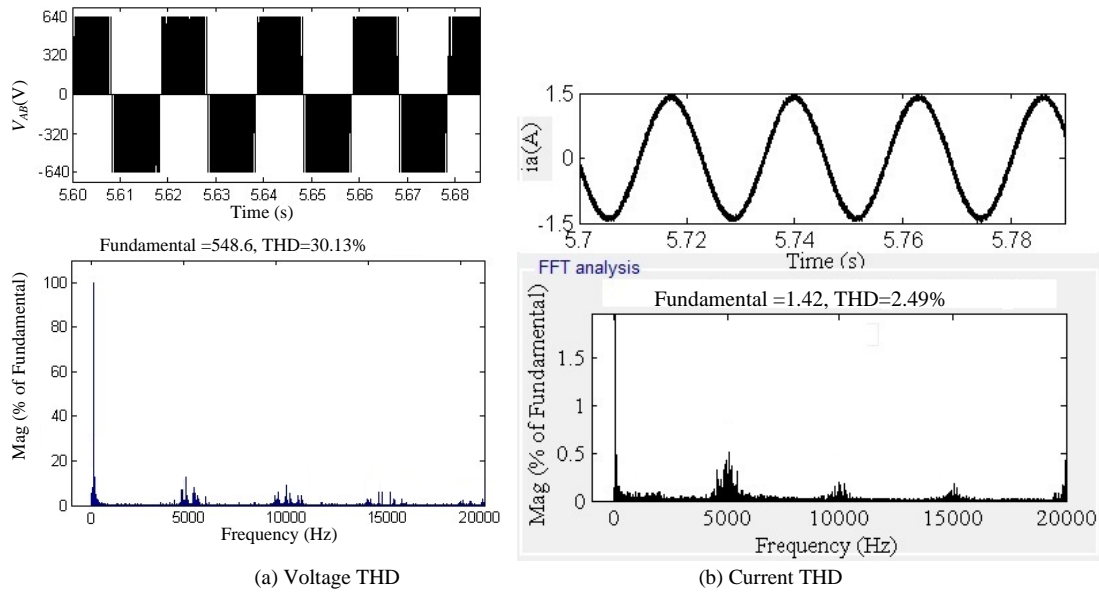 640
320
0
-320
-640
V_AB(V)
5.60 5.61 5.62 5.63 5.64 5.65 5.66 5.67 5.68
Time (s)
Fundamental =548.6, THD=30.13%
100
80
60
40
20
0
Mag (% of Fundamental)
0 5000 10000 15000 20000
Frequency (Hz)
(a) Voltage THD
1.5
0
-1.5
ia(A)
5.7 5.72 5.74 5.76 5.78
Time (s)
FFT analysis
Fundamental =1.42, THD=2.49%
1.5
1
0.5
0
Mag (% of Fundamental)
0 5000 10000 15000 20000
Frequency (Hz)
(b) Current THD